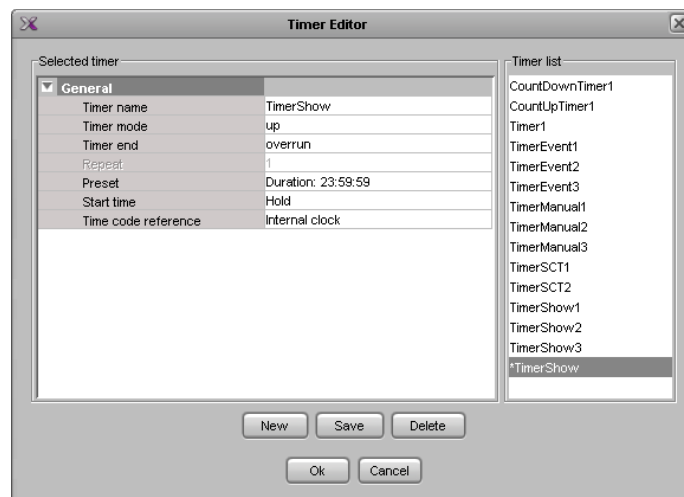 Timer Editor
Selected timer
General
Timer name TimerShow
Timer mode up
Timer end overrun
Repeat 1
Preset Duration: 23:59:59
Start time Hold
Time code reference Internal clock
Timer list
CountDownTimer1
CountUpTimer1
Timer1
TimerEvent1
TimerEvent2
TimerEvent3
TimerManual1
TimerManual2
TimerManual3
TimerSCT1
TimerSCT2
TimerShow1
TimerShow2
TimerShow3
*TimerShow
New Save Delete
Ok Cancel